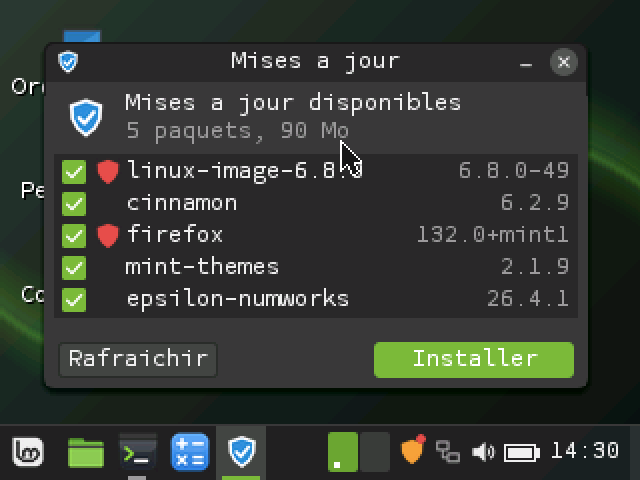 Mises a jour
Mises a jour disponibles
5 paquets, 90 Mo
linux-image-6.8.0 6.8.0-49
cinnamon 6.2.9
firefox 132.0+mint1
mint-themes 2.1.9
epsilon-numworks 26.4.1
Rafraichir Installer
14:30